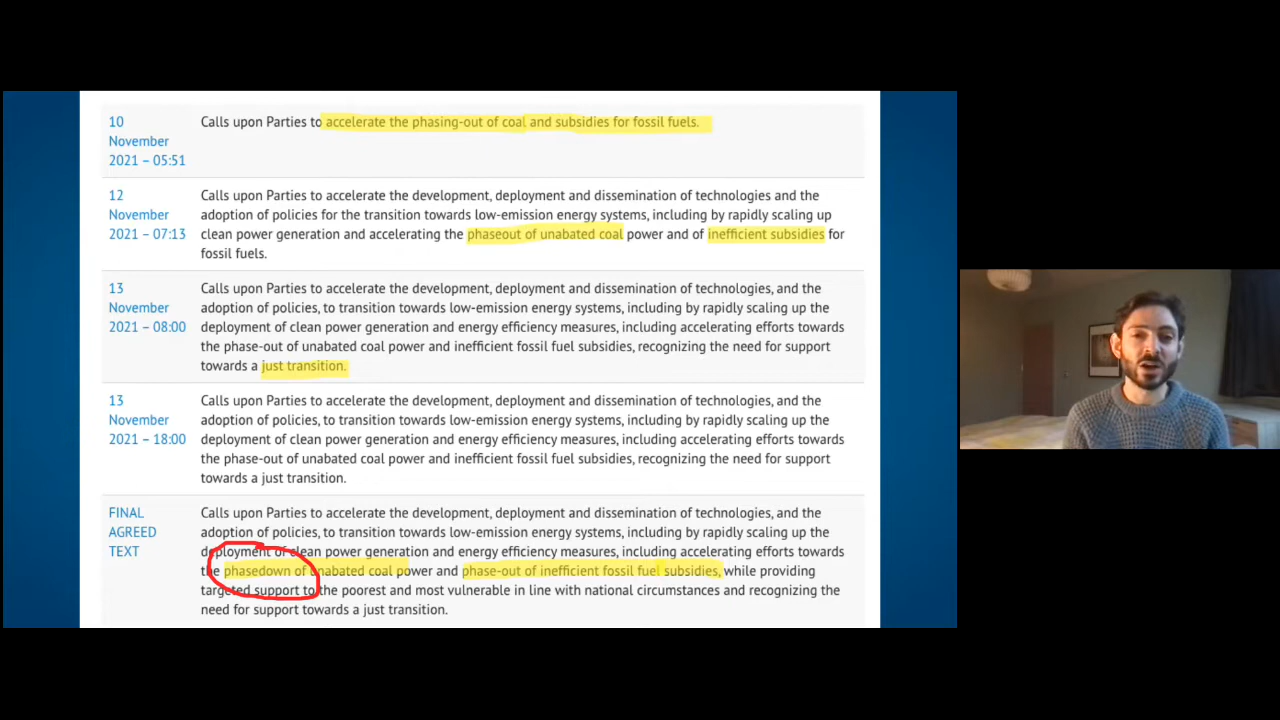 10
November
2021 – 05:51
Calls upon Parties to accelerate the phasing-out of coal and subsidies for fossil fuels.
12
November
2021 – 07:13
Calls upon Parties to accelerate the development, deployment and dissemination of technologies and the
adoption of policies for the transition towards low-emission energy systems, including by rapidly scaling up
clean power generation and accelerating the phaseout of unabated coal power and of inefficient subsidies for
fossil fuels.
13
November
2021 – 08:00
Calls upon Parties to accelerate the development, deployment and dissemination of technologies, and the
adoption of policies, to transition towards low-emission energy systems, including by rapidly scaling up the
deployment of clean power generation and energy efficiency measures, including accelerating efforts towards
the phase-out of unabated coal power and inefficient fossil fuel subsidies, recognizing the need for support
towards a just transition.
13
November
2021 – 18:00
Calls upon Parties to accelerate the development, deployment and dissemination of technologies, and the
adoption of policies, to transition towards low-emission energy systems, including by rapidly scaling up the
deployment of clean power generation and energy efficiency measures, including accelerating efforts towards
the phase-out of unabated coal power and inefficient fossil fuel subsidies, recognizing the need for support
towards a just transition.
FINAL
AGREED
TEXT
Calls upon Parties to accelerate the development, deployment and dissemination of technologies, and the
adoption of policies, to transition towards low-emission energy systems, including by rapidly scaling up the
deployment of clean power generation and energy efficiency measures, including accelerating efforts towards
the phasedown of unabated coal power and phase-out of inefficient fossil fuel subsidies, while providing
targeted support to the poorest and most vulnerable in line with national circumstances and recognizing the
need for support towards a just transition.